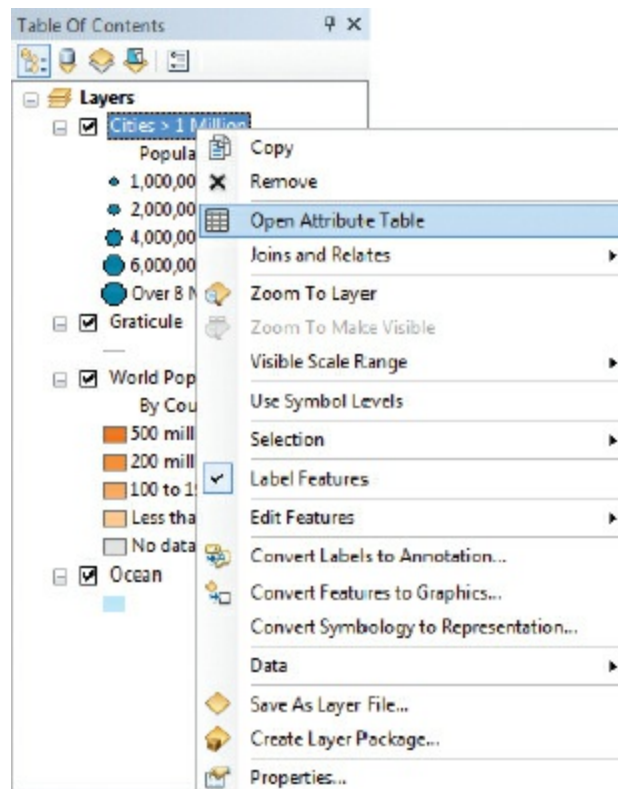 Table Of Contents
Layers
Cities > 1 Million
Popula
1,000,00
2,000,00
4,000,00
6,000,00
Over 8 M
Graticule
World Pop
By Cou
500 mill
200 mill
100 to 19
Less tha
No data
Ocean
Copy
Remove
Open Attribute Table
Joins and Relates
Zoom To Layer
Zoom To Make Visible
Visible Scale Range
Use Symbol Levels
Selection
Label Features
Edit Features
Convert Labels to Annotation...
Convert Features to Graphics...
Convert Symbology to Representation...
Data
Save As Layer File...
Create Layer Package...
Properties...